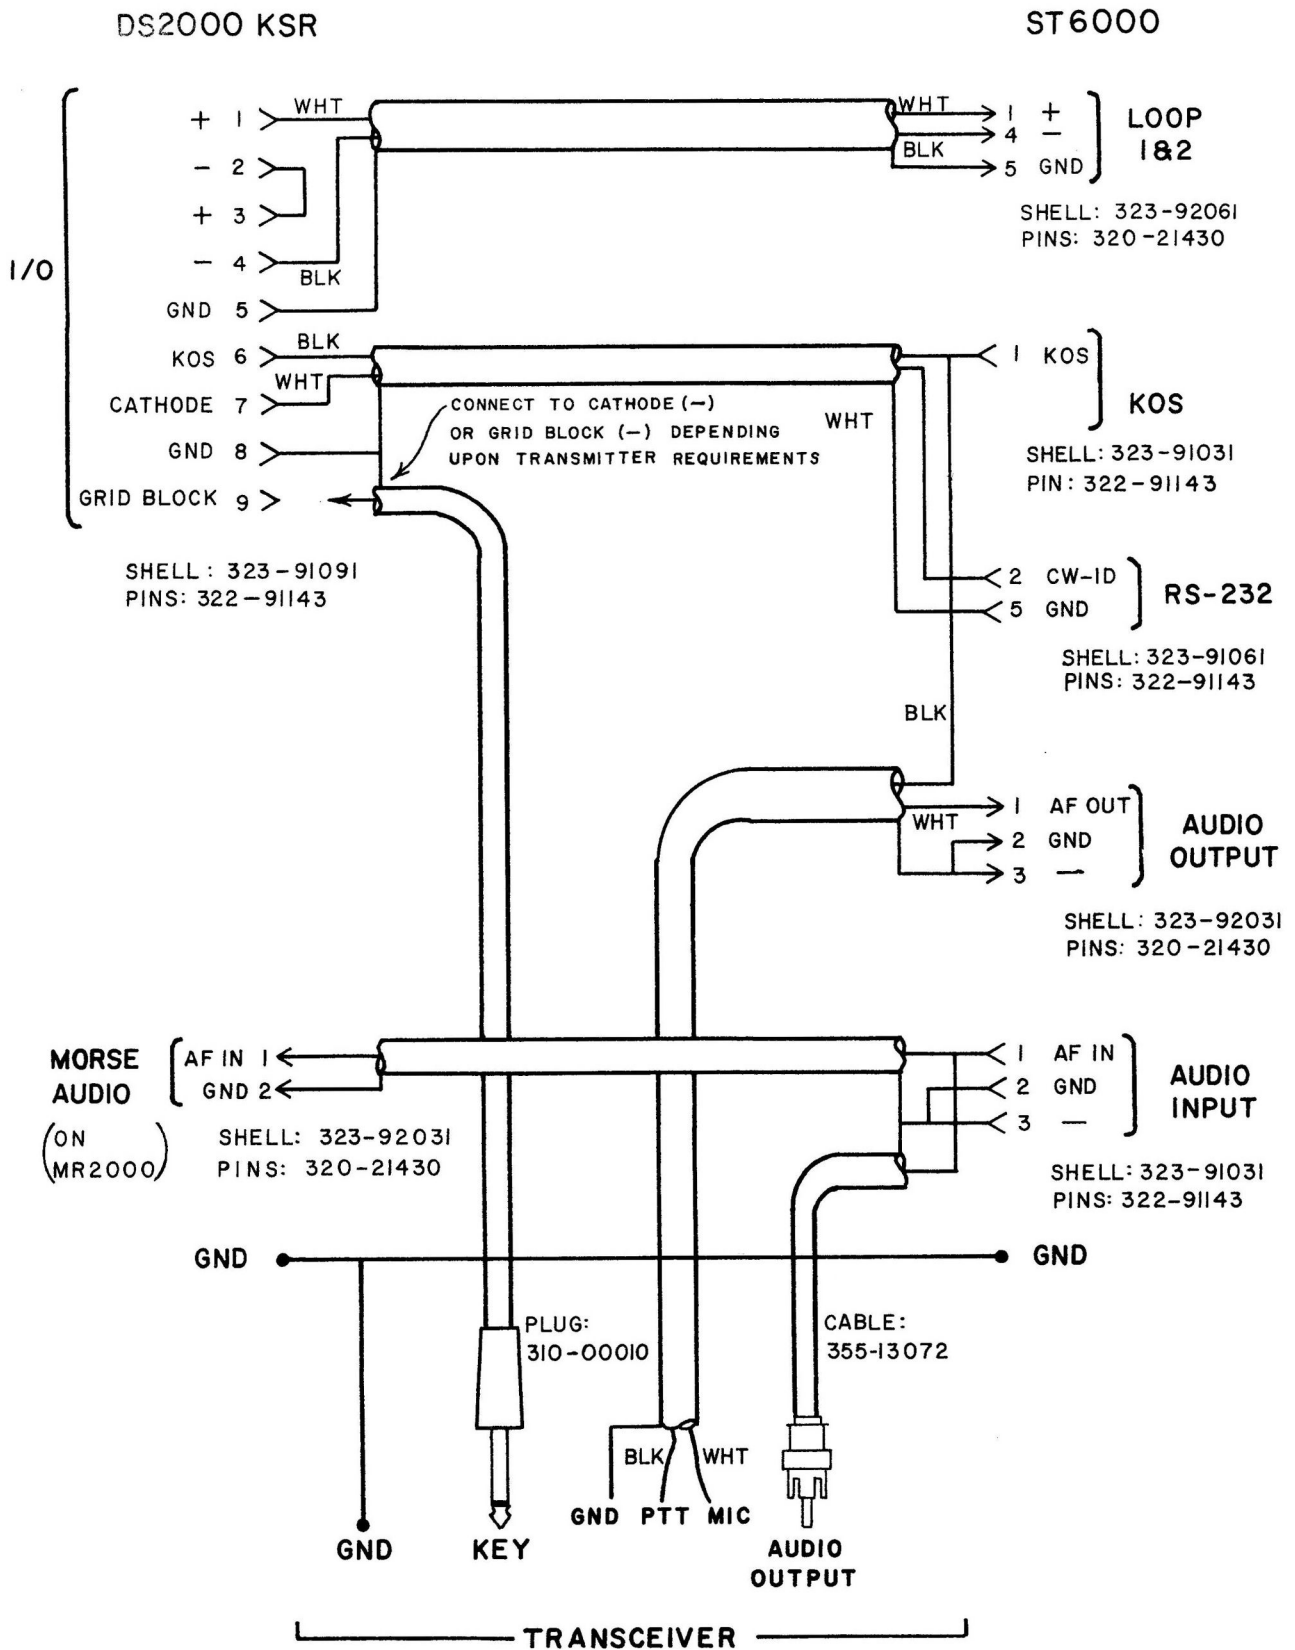 DS2000 KSR
ST6000
I/O
+ 1 WHT
- 2
+ 3
- 4 BLK
GND 5
KOS 6 BLK
CATHODE 7 WHT
GND 8
GRID BLOCK 9
SHELL: 323-91091
PINS: 322-91143
CONNECT TO CATHODE (-)
OR GRID BLOCK (-) DEPENDING
UPON TRANSMITTER REQUIREMENTS
WHT 1 +
4 -
BLK
5 GND
LOOP
1&2
SHELL: 323-92061
PINS: 320-21430
1 KOS
KOS
WHT
SHELL: 323-91031
PIN: 322-91143
2 CW-ID
5 GND
RS-232
SHELL: 323-91061
PINS: 322-91143
BLK
1 AF OUT
WHT
2 GND
3 —
AUDIO
OUTPUT
SHELL: 323-92031
PINS: 320-21430
MORSE
AUDIO
(ON
MR2000)
AF IN 1
GND 2
SHELL: 323-92031
PINS: 320-21430
1 AF IN
2 GND
3 —
AUDIO
INPUT
SHELL: 323-91031
PINS: 322-91143
GND
GND
PLUG:
310-00010
CABLE:
355-13072
BLK WHT
GND PTT MIC
GND
KEY
AUDIO
OUTPUT
TRANSCEIVER